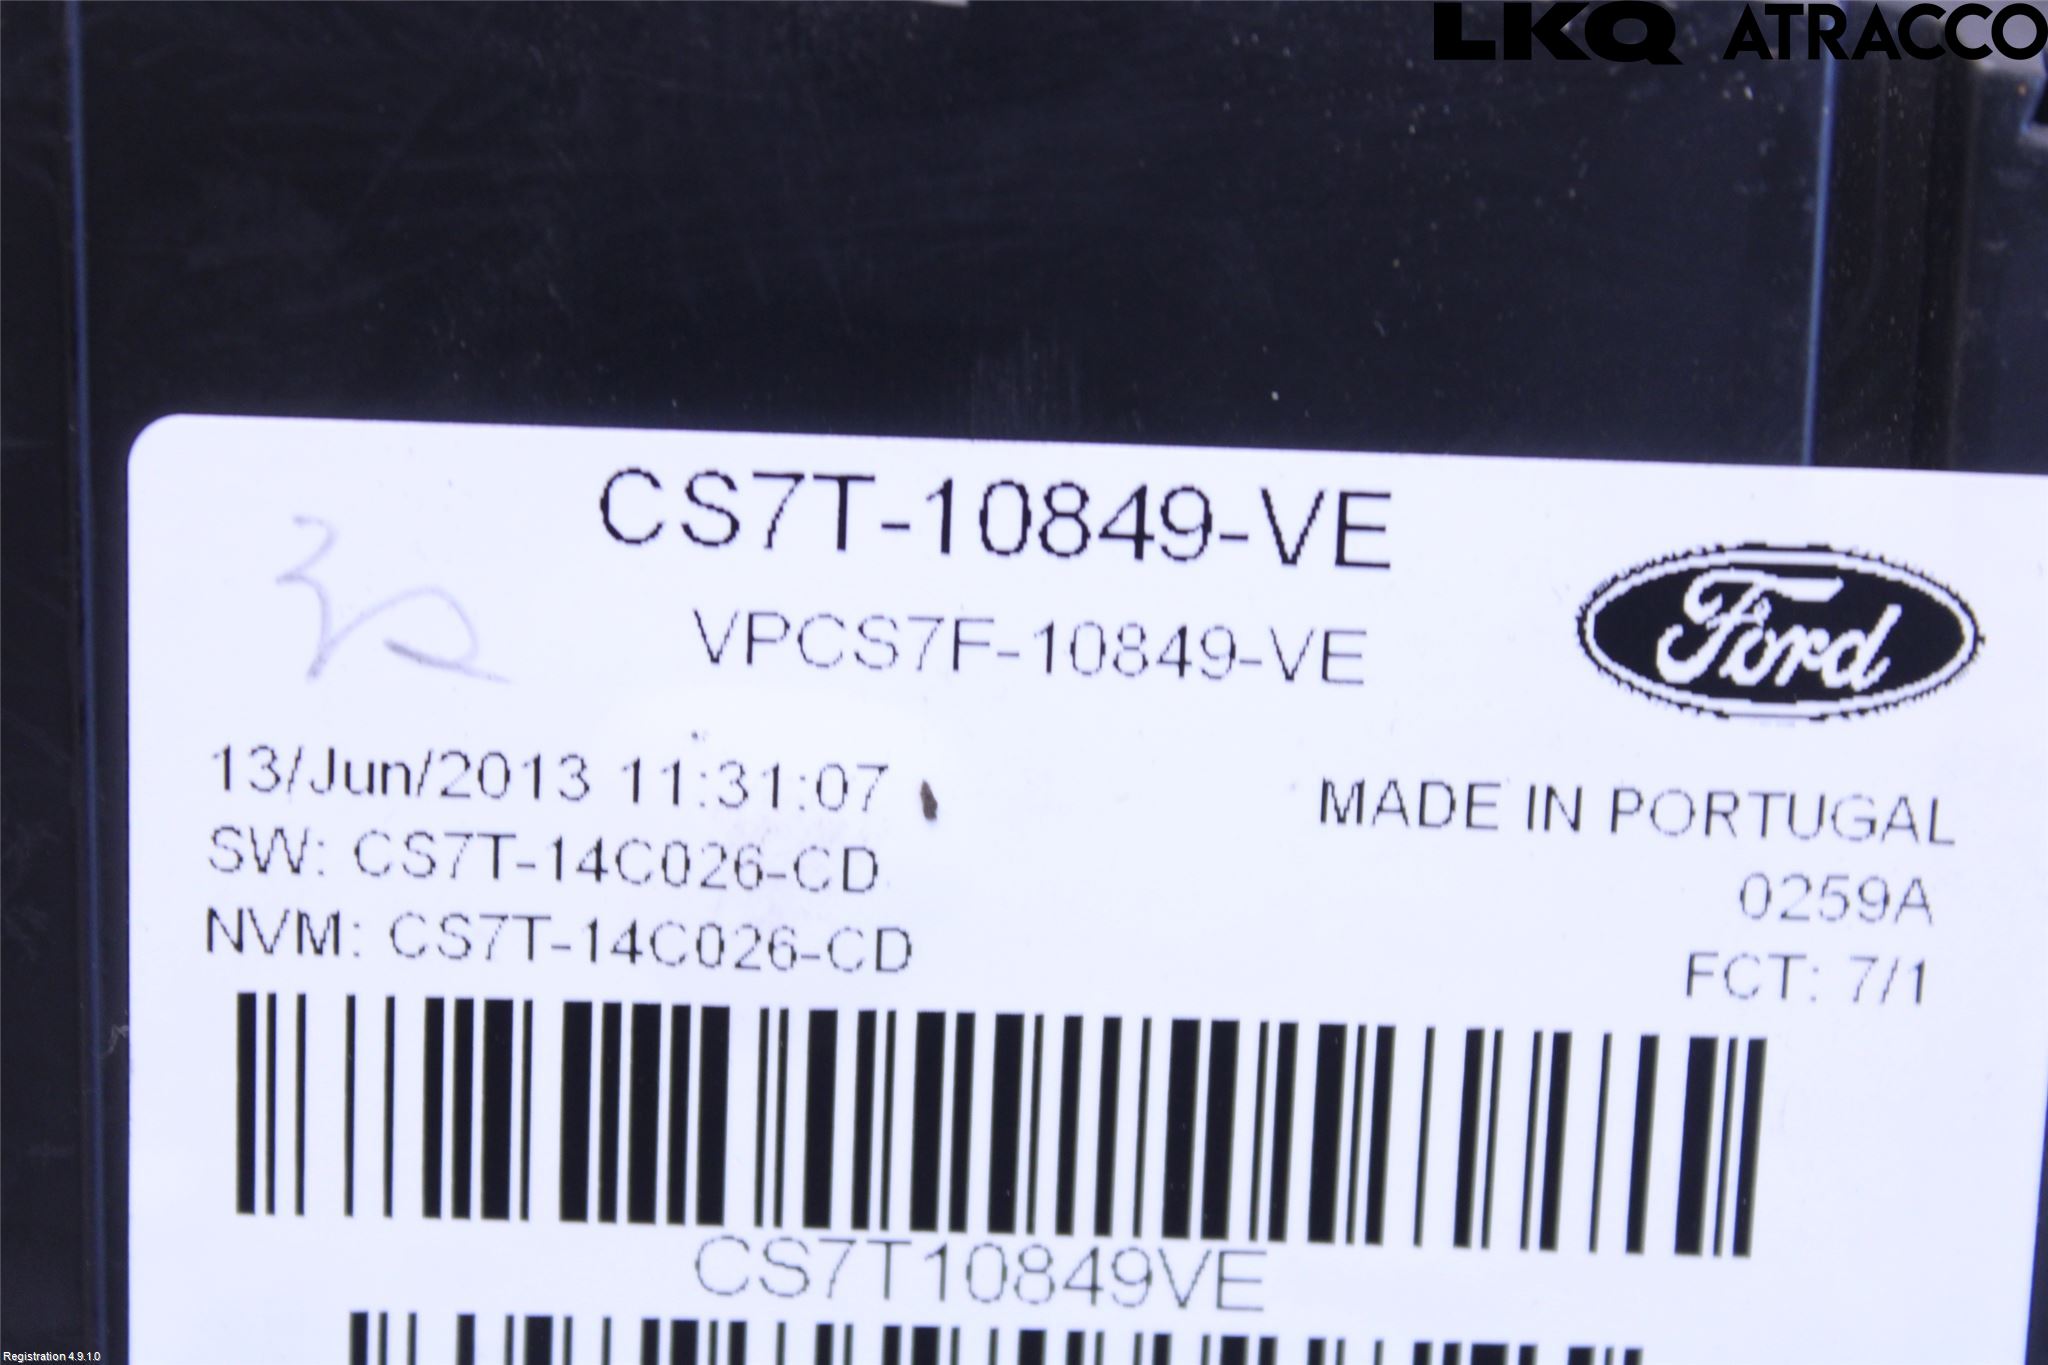 LKQ ATRACCO
CS7T-10849-VE
VPCS7F-10849-VE
Ford
13/Jun/2013 11:31:07
SW: CS7T-14C026-CD
NVM: CS7T-14C026-CD
MADE IN PORTUGAL
0259A
FCT: 7/1
CS7T10849VE
Registration 4.9.1.0